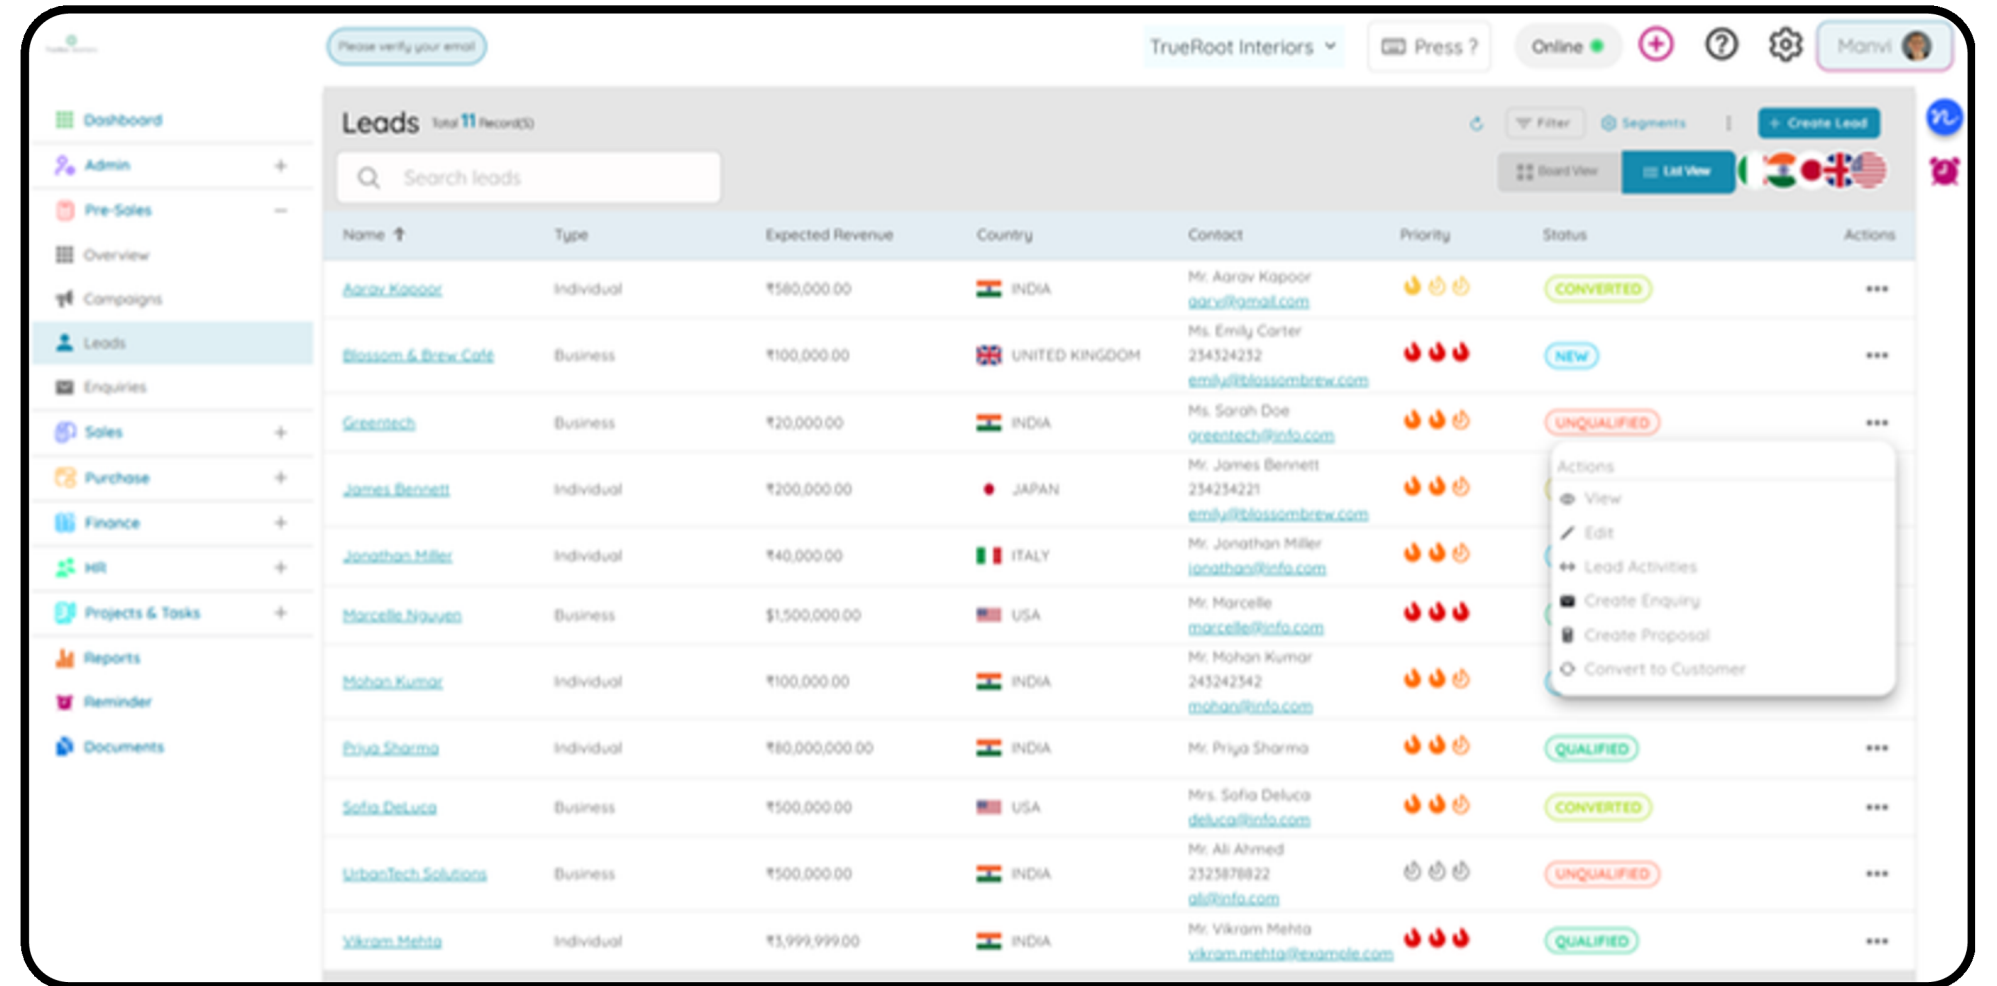 Please verify your email
TrueRoot Interiors
Press ?
Online
Manvi
Dashboard
Admin
Pre-Sales
Overview
Campaigns
Leads
Enquiries
Sales
Purchase
Finance
HR
Projects & Tasks
Reports
Reminder
Documents
Leads Total 11 Record(S)
Filter
Segments
+ Create Lead
Search leads
Board View
List View
Name Type Expected Revenue Country Contact Priority Status Actions
Aarav Kapoor Individual ₹580,000.00 INDIA Mr. Aarav Kapoor CONVERTED
aarv@gmail.com
Blossom & Brew Café Business ₹100,000.00 UNITED KINGDOM Ms. Emily Carter NEW
234324232
emily@blossombrew.com
Greentech Business ₹20,000.00 INDIA Ms. Sarah Doe UNQUALIFIED
greentech@info.com
James Bennett Individual ₹200,000.00 JAPAN Mr. James Bennett
234234221
emily@blossombrew.com
Jonathan Miller Individual ₹40,000.00 ITALY Mr. Jonathan Miller
jonathan@info.com
Marcelle Nguyen Business $1,500,000.00 USA Mr. Marcelle
marcelle@info.com
Mohan Kumar Individual ₹100,000.00 INDIA Mr. Mohan Kumar
243242342
mohan@info.com
Priya Sharma Individual ₹80,000,000.00 INDIA Mr. Priya Sharma QUALIFIED
Sofia DeLuca Business ₹500,000.00 USA Mrs. Sofia Deluca CONVERTED
deluca@info.com
UrbanTech Solutions Business ₹500,000.00 INDIA Mr. Ali Ahmed UNQUALIFIED
2323878822
ali@info.com
Vikram Mehta Individual ₹3,999,999.00 INDIA Mr. Vikram Mehta QUALIFIED
vikram.mehta@example.com
Actions
View
Edit
Lead Activities
Create Enquiry
Create Proposal
Convert to Customer